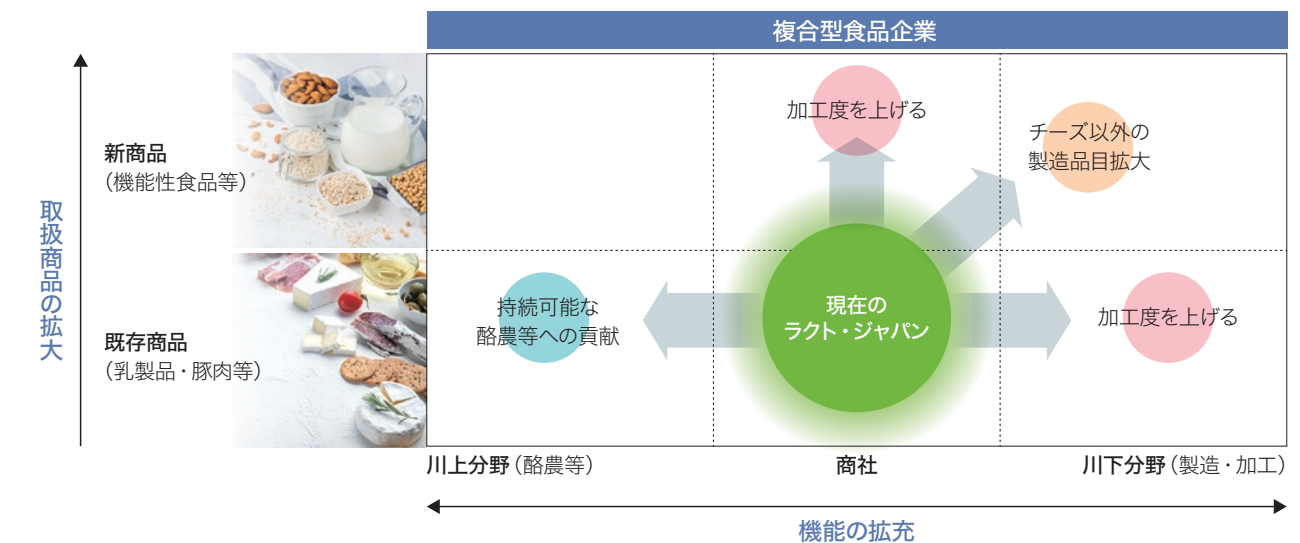 複合型食品企業
取扱商品の拡大
新商品
（機能性食品等）
既存商品
（乳製品・豚肉等）
加工度を上げる
チーズ以外の
製造品目拡大
持続可能な
酪農等への貢献
現在の
ラクト・ジャパン
加工度を上げる
川上分野（酪農等）
商社
川下分野（製造・加工）
機能の拡充